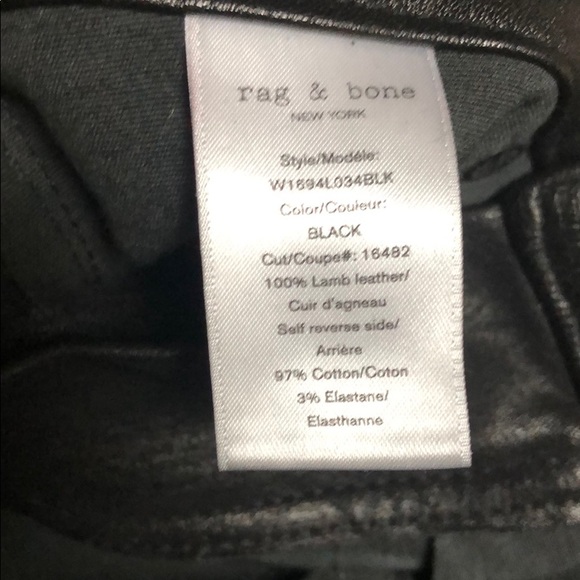 rag & bone
NEW YORK
Style/Modéle:
W1694L034BLK
Color/Couleur:
BLACK
Cut/Coupe#: 16482
100% Lamb leather/
Cuir d'agneau
Self reverse side/
Arrière
97% Cotton/Coton
3% Elastane/
Elasthanne